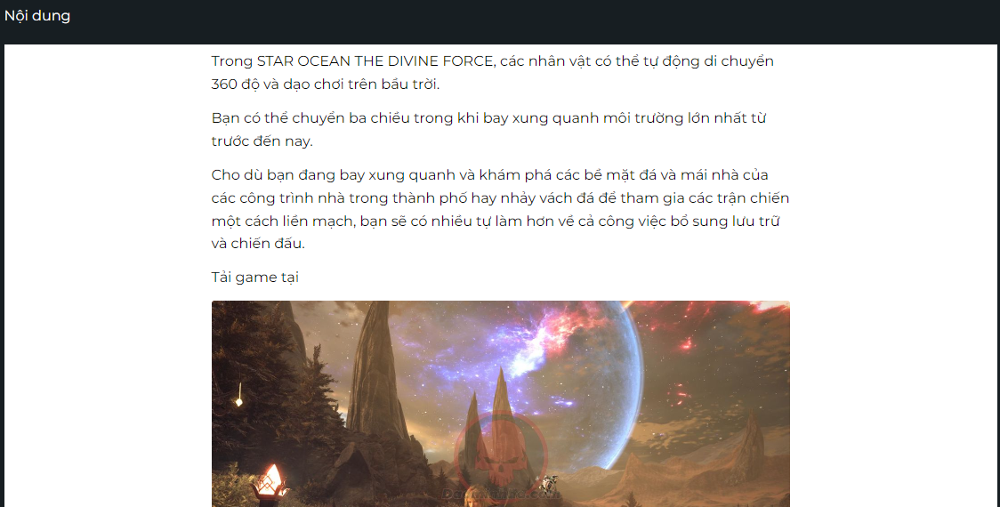 Nội dung
Trong STAR OCEAN THE DIVINE FORCE, các nhân vật có thể tự động di chuyển
360 độ và dạo chơi trên bầu trời.
Bạn có thể chuyển ba chiều trong khi bay xung quanh môi trường lớn nhất từ
trước đến nay.
Cho dù bạn đang bay xung quanh và khám phá các bề mặt đá và mái nhà của
các công trình nhà trong thành phố hay nhảy vách đá để tham gia các trận chiến
một cách liền mạch, bạn sẽ có nhiều tự làm hơn về cả công việc bổ sung lưu trữ
và chiến đấu.
Tải game tại